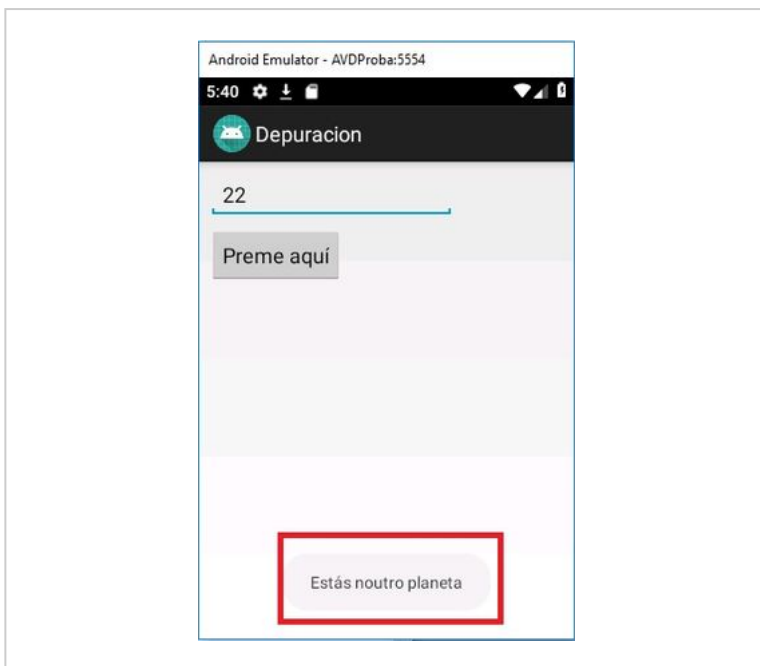 Android Emulator - AVDProba:5554
5:40
Depuracion
22
Preme aquí
Estás noutro planeta